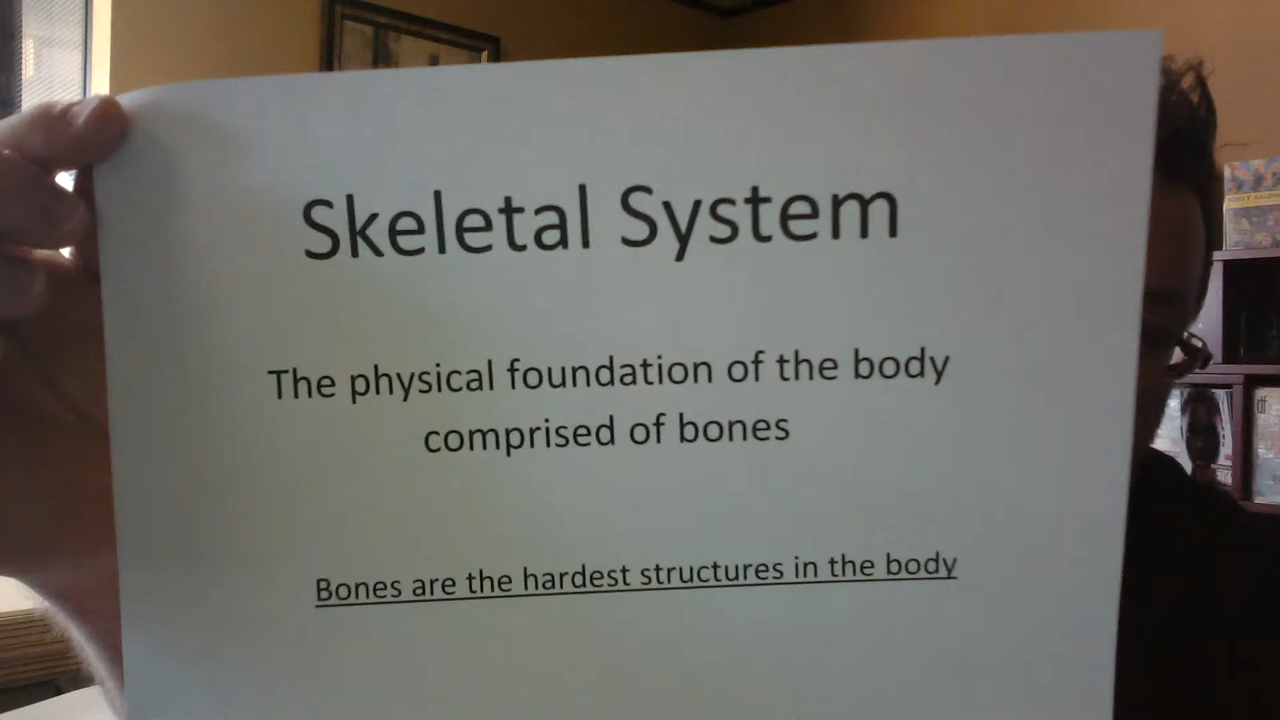 Skeletal System
The physical foundation of the body
comprised of bones
Bones are the hardest structures in the body
df